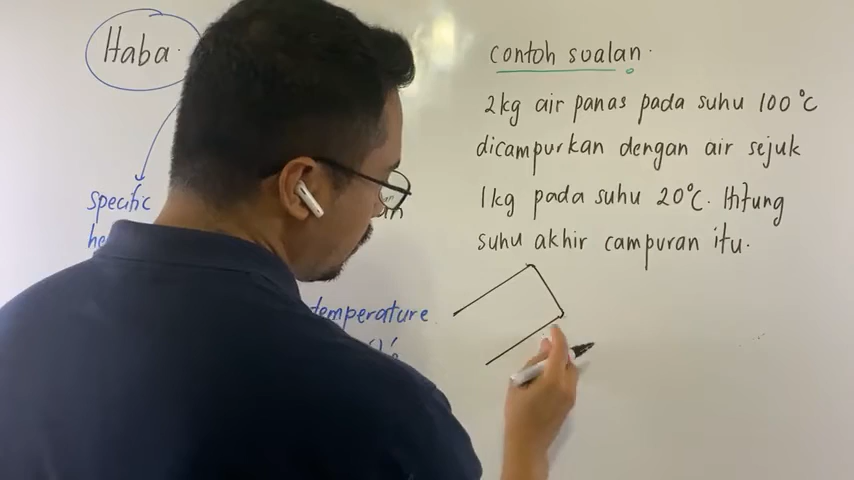 Haba
specific
temperature
contoh soalan
2kg air panas pada suhu 100°C
dicampurkan dengan air sejuk
1kg pada suhu 20°C. Hitung
suhu akhir campuran itu.